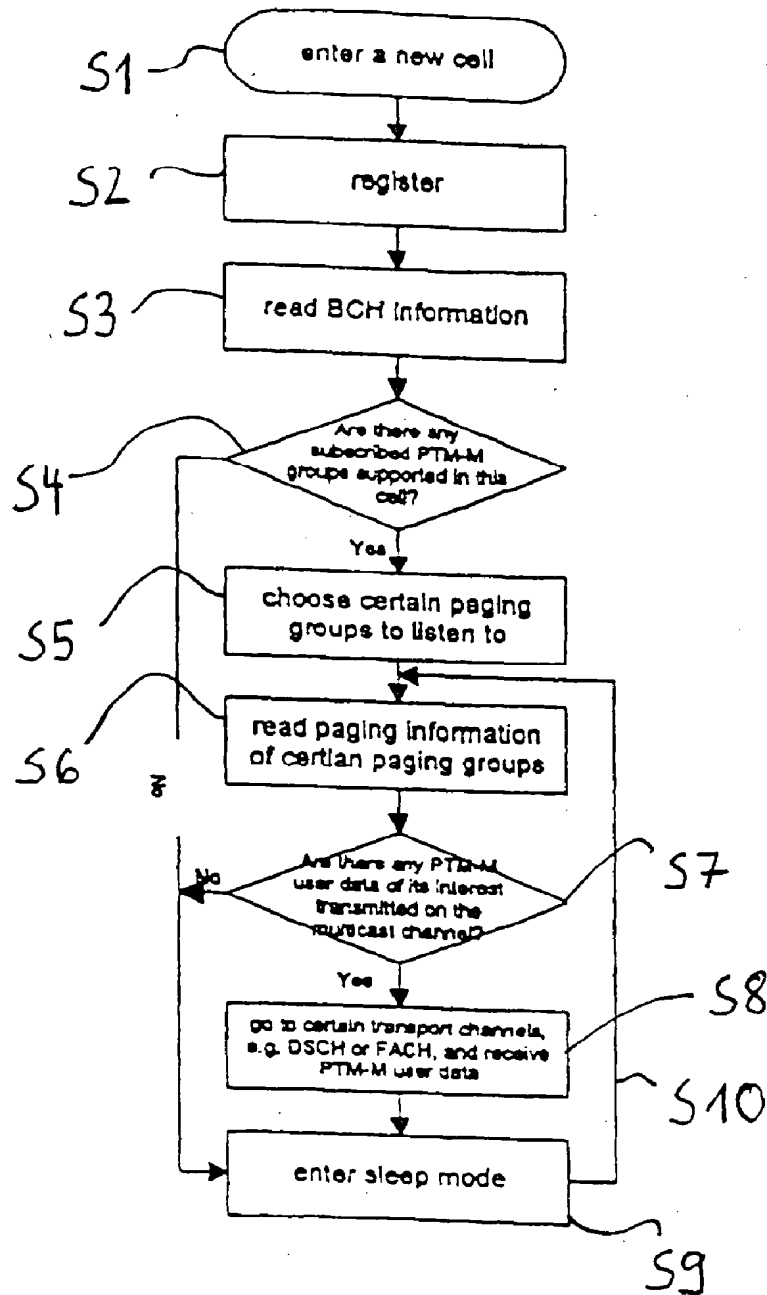 enter a new cell
S1
register
S2
read BCH information
S3
Are there any
subscribed PTM-M
groups supported in this
cell?
S4
Yes
choose certain paging
groups to listen to
S5
read paging information
of certian paging groups
S6
No
Are there any PTM-M
user data of its interest
transmitted on the
multicast channel?
S7
No
Yes
go to certain transport channels,
e.g. DSCH or FACH, and receive
PTM-M user data
S8
S10
enter sleep mode
S9